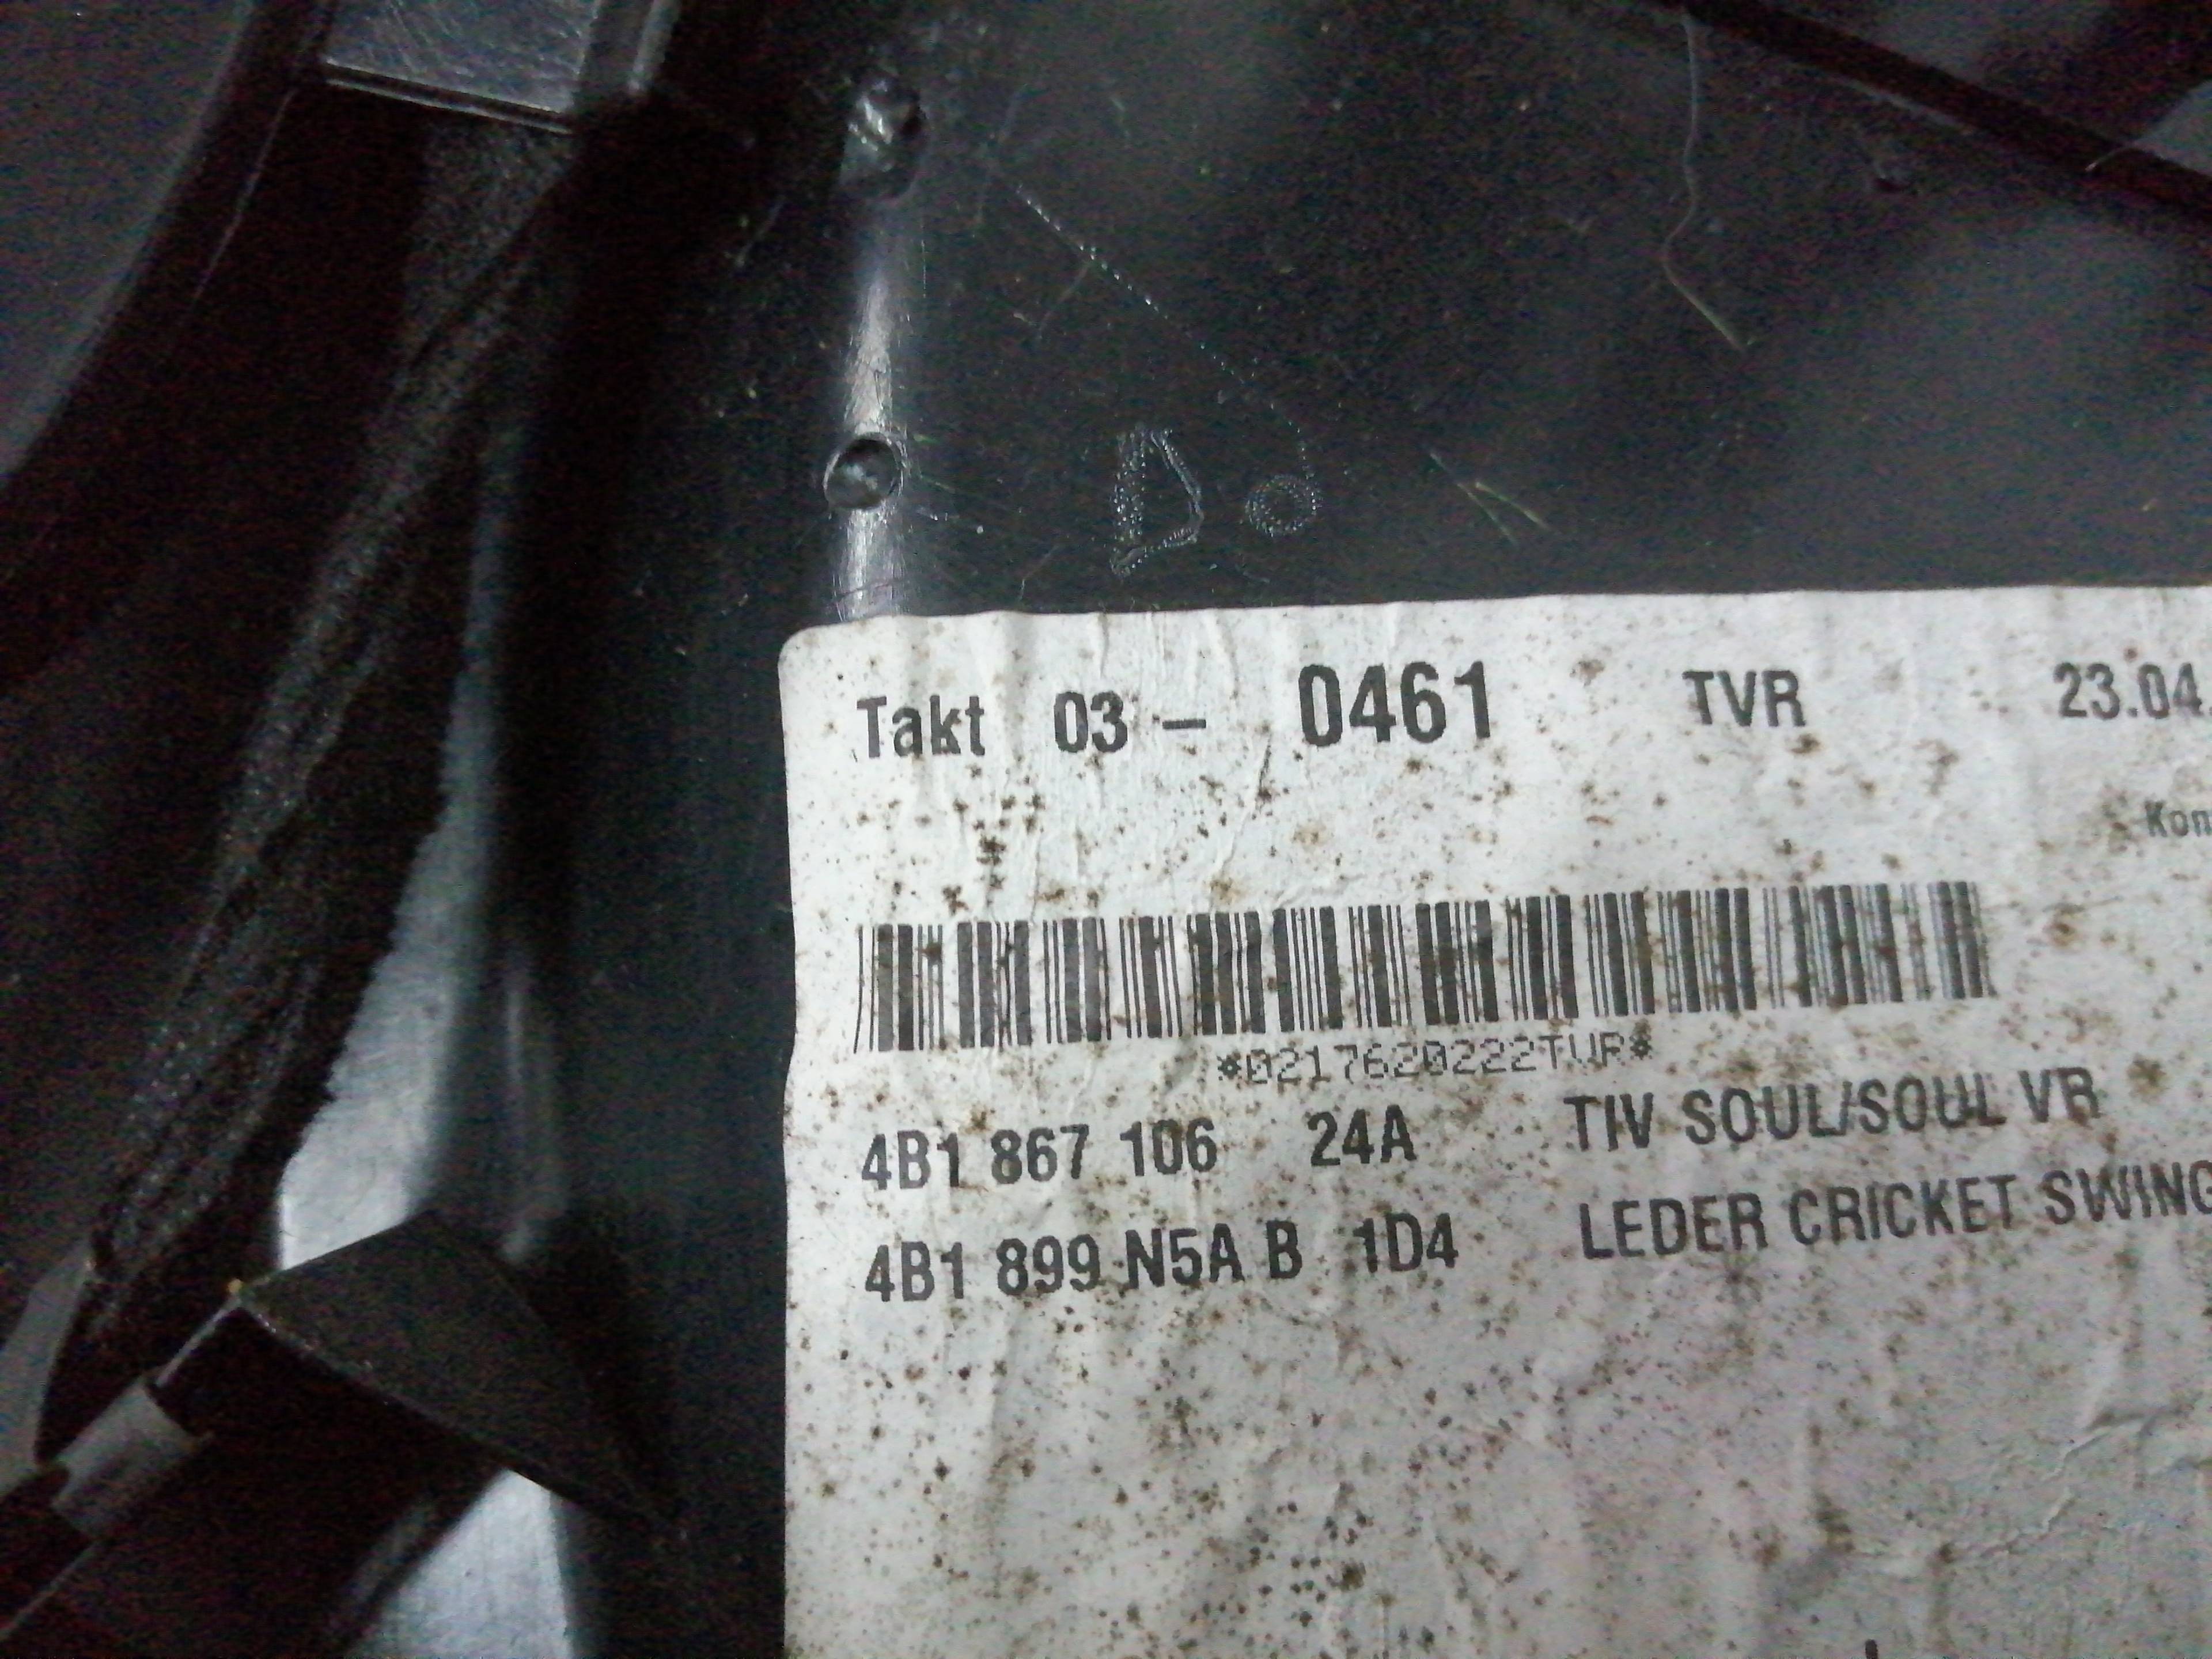 Takt 03 - 0461 TVR 23.04.
Kon
*0217620222TVR*
4B1 867 106 24A TIV SOUL/SOUL VR
4B1 899 N5A B 1D4 LEDER CRICKET SWING